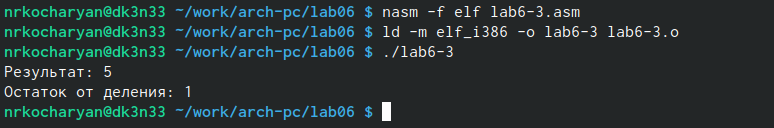 nrkocharyan@dk3n33 ~/work/arch-pc/lab06 $ nasm -f elf lab6-3.asm
nrkocharyan@dk3n33 ~/work/arch-pc/lab06 $ ld -m elf_i386 -o lab6-3 lab6-3.o
nrkocharyan@dk3n33 ~/work/arch-pc/lab06 $ ./lab6-3
Результат: 5
Остаток от деления: 1
nrkocharyan@dk3n33 ~/work/arch-pc/lab06 $